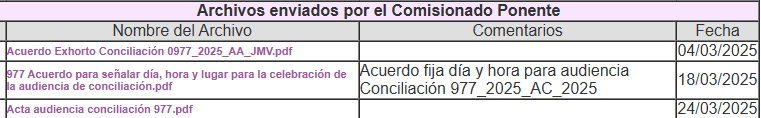 Archivos enviados por el Comisionado Ponente
Nombre del Archivo Comentarios Fecha
Acuerdo Exhorto Conciliación 0977_2025_AA_JMV.pdf 04/03/2025
977 Acuerdo para señalar día, hora y lugar para la celebración de
la audiencia de conciliación.pdf
Acuerdo fija día y hora para audiencia
Conciliación 977_2025_AC_2025
18/03/2025
Acta audiencia conciliación 977.pdf 24/03/2025